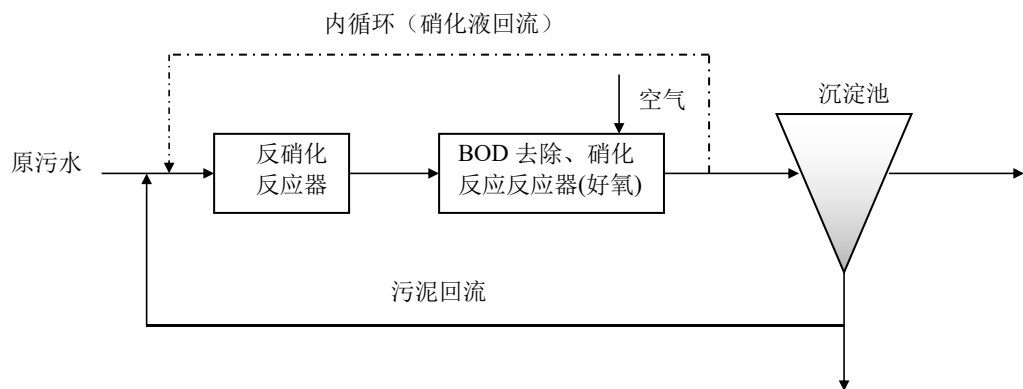 内循环（硝化液回流）
空气
沉淀池
原污水
反硝化
反应器
BOD 去除、硝化
反应反应器(好氧)
污泥回流